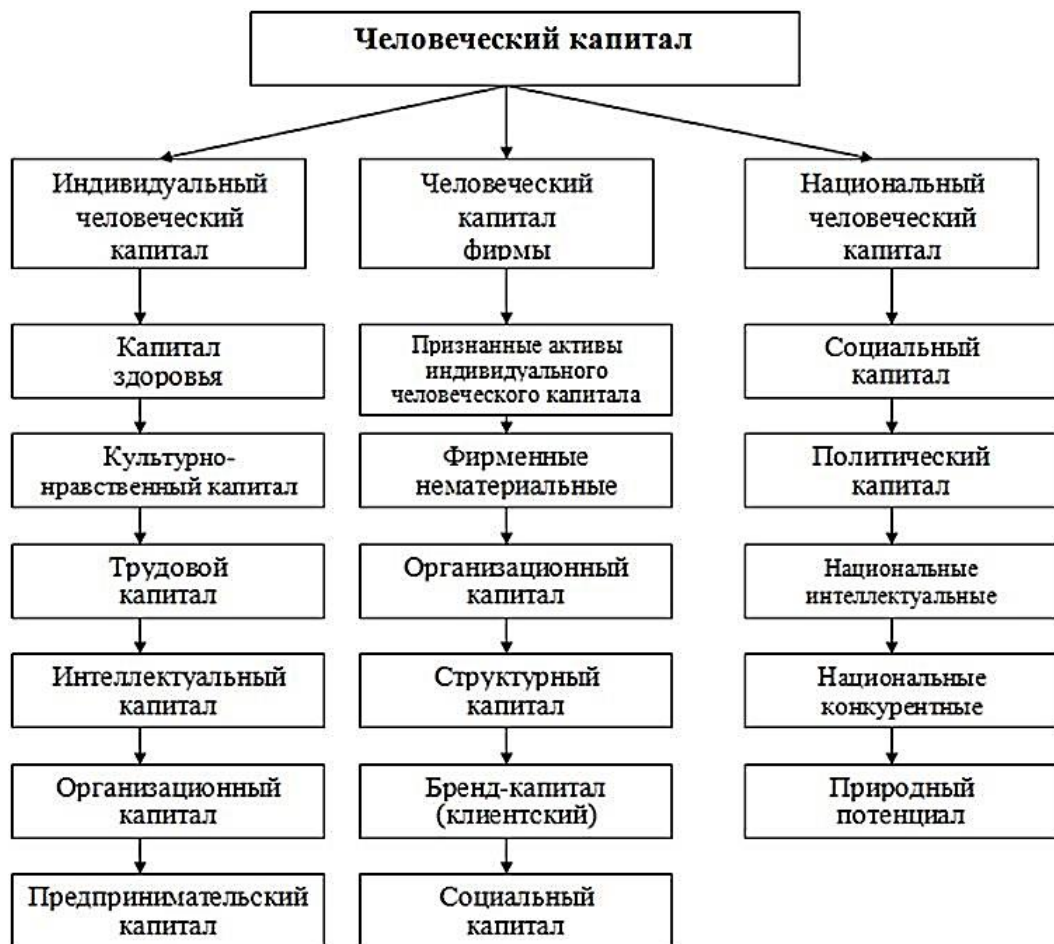 Человеческий капитал
Индивидуальный
человеческий
капитал
Капитал
здоровья
Культурно-
нравственный капитал
Трудовой
капитал
Интеллектуальный
капитал
Организационный
капитал
Предпринимательский
капитал
Человеческий
капитал
фирмы
Признанные активы
индивидуального
человеческого капитала
Фирменные
нематериальные
Организационный
капитал
Структурный
капитал
Бренд-капитал
(клиентский)
Социальный
капитал
Национальный
человеческий
капитал
Социальный
капитал
Политический
капитал
Национальные
интеллектуальные
Национальные
конкурентные
Природный
потенциал